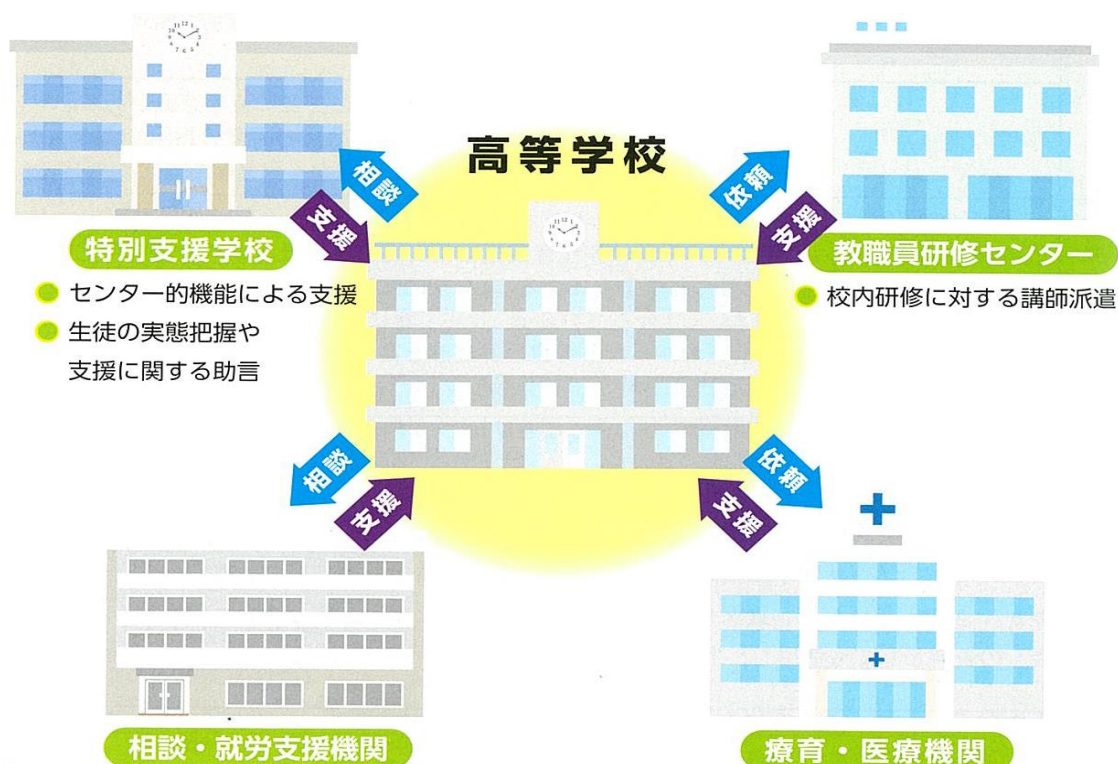 高等学校
相談
支援
依頼
支援
特別支援学校
センター的機能による支援
生徒の実態把握や
支援に関する助言
教職員研修センター
校内研修に対する講師派遣
相談
支援
依頼
支援
相談・就労支援機関
療育・医療機関